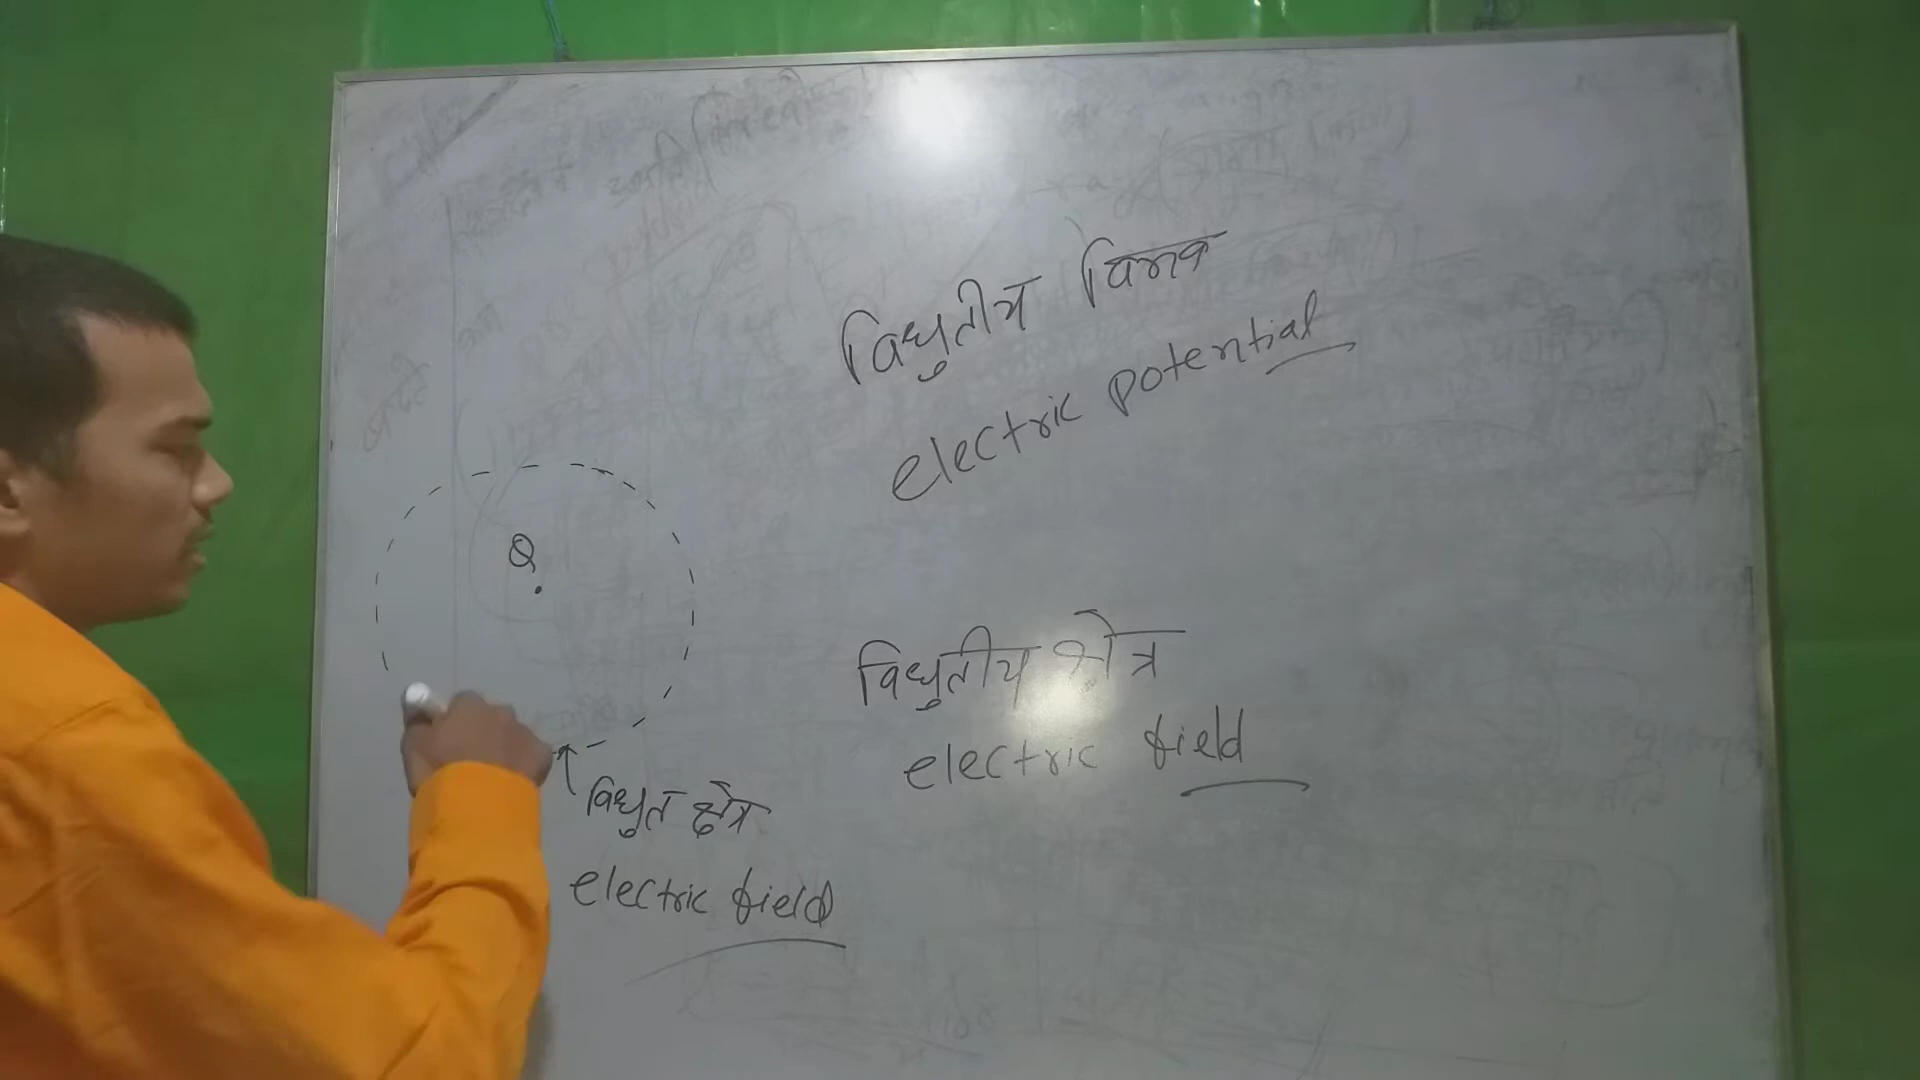 विधुतीय विभव
electric potential
Q
विधुतीय क्षेत्र
electric field
विधुत क्षेत्र
electric field